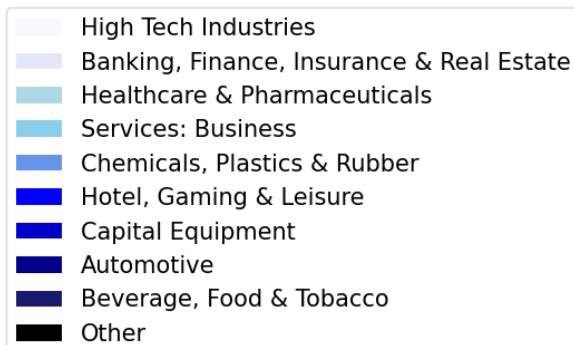 High Tech Industries
Banking, Finance, Insurance & Real Estate
Healthcare & Pharmaceuticals
Services: Business
Chemicals, Plastics & Rubber
Hotel, Gaming & Leisure
Capital Equipment
Automotive
Beverage, Food & Tobacco
Other